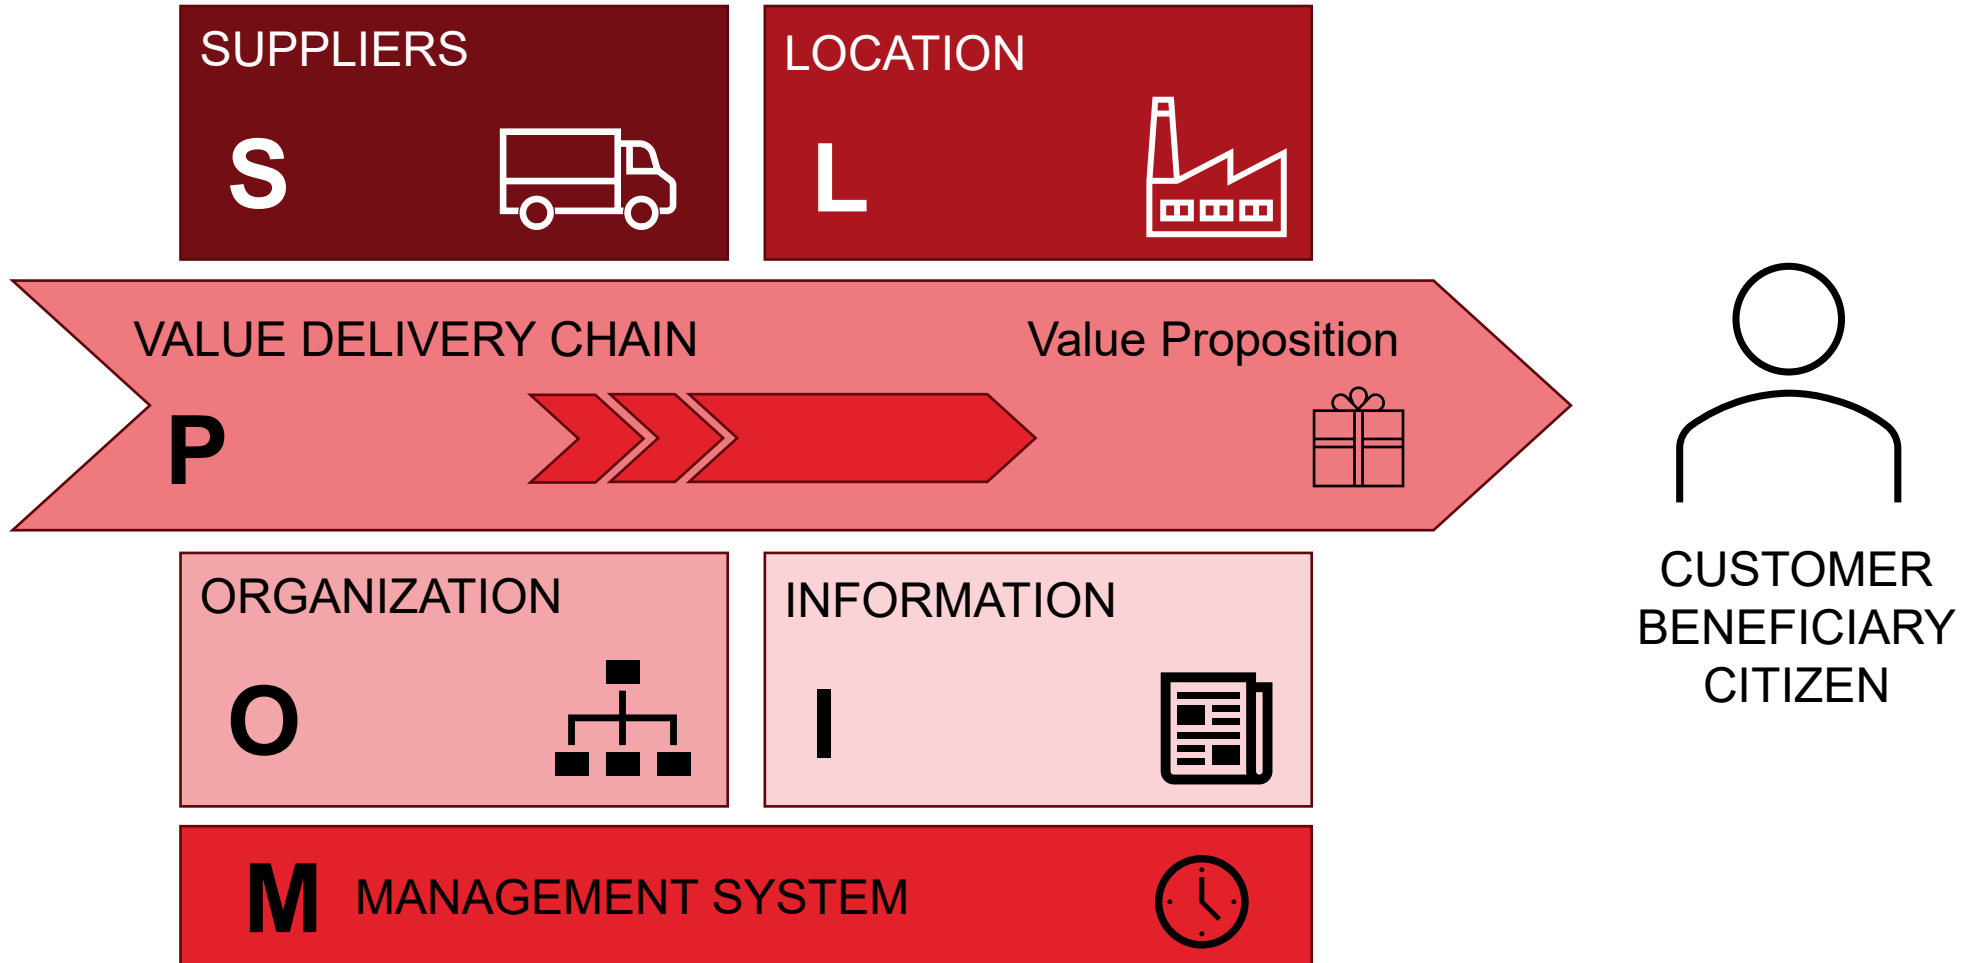 SUPPLIERS
S
LOCATION
L
VALUE DELIVERY CHAIN
Value Proposition
P
ORGANIZATION
O
INFORMATION
I
M MANAGEMENT SYSTEM
CUSTOMER
BENEFICIARY
CITIZEN